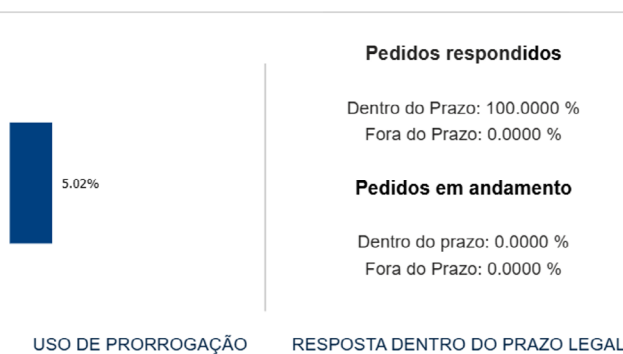 5.02%
USO DE PRORROGAÇÃO
Pedidos respondidos
Dentro do Prazo: 100.0000 %
Fora do Prazo: 0.0000 %
Pedidos em andamento
Dentro do prazo: 0.0000 %
Fora do Prazo: 0.0000 %
RESPOSTA DENTRO DO PRAZO LEGAL